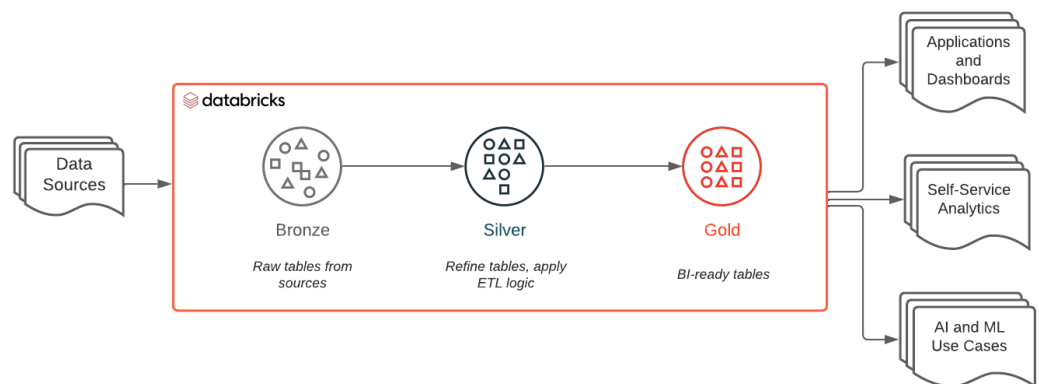 Data
Sources
databricks
Bronze
Raw tables from
sources
Silver
Refine tables, apply
ETL logic
Gold
BI-ready tables
Applications
and
Dashboards
Self-Service
Analytics
AI and ML
Use Cases